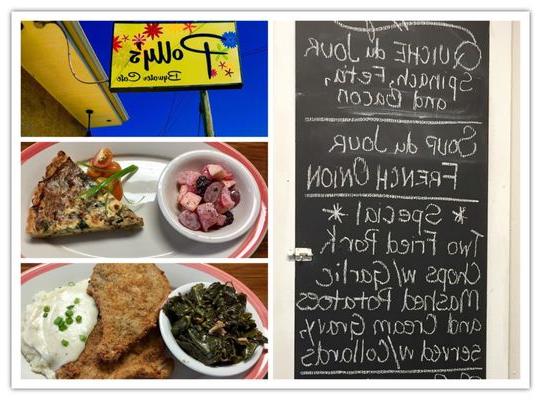 Polly's
Bywater Cafe
QUICHE du JOUR
Spinach, Feta,
and Bacon
SOUP du JOUR
FRENCH ONION
* Special *
Two Fried Pork
Chops w/ Garlic
Mashed Potatoes
and Cream Gravy,
served w/ Collards